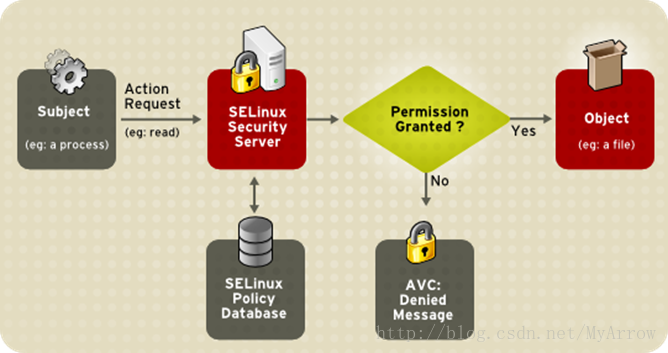 Subject
(eg: a process)
Action
Request
(eg: read)
SELinux
Security
Server
Permission
Granted ?
Yes
Object
(eg: a file)
No
SELinux
Policy
Database
AVC:
Denied
Message
http://blog.csdn.net/MyArrow